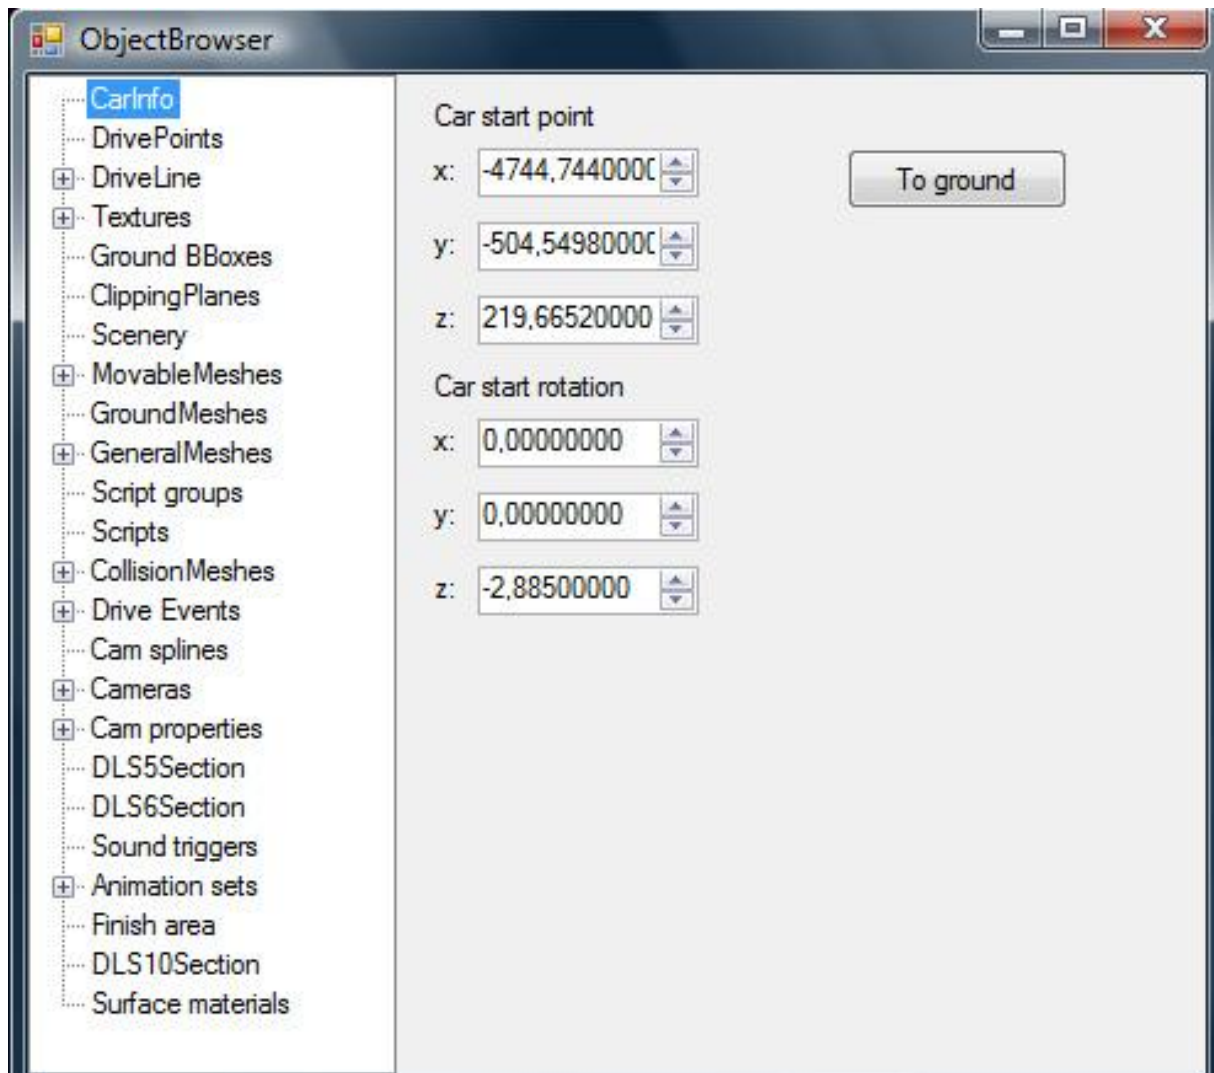 ObjectBrowser
CarInfo
DrivePoints
DriveLine
Textures
Ground BBoxes
ClippingPlanes
Scenery
MovableMeshes
GroundMeshes
GeneralMeshes
Script groups
Scripts
CollisionMeshes
Drive Events
Cam splines
Cameras
Cam properties
DLS5Section
DLS6Section
Sound triggers
Animation sets
Finish area
DLS10Section
Surface materials
Car start point
x: -4744,7440000
To ground
y: -504,5498000
z: 219,66520000
Car start rotation
x: 0,00000000
y: 0,00000000
z: -2,88500000